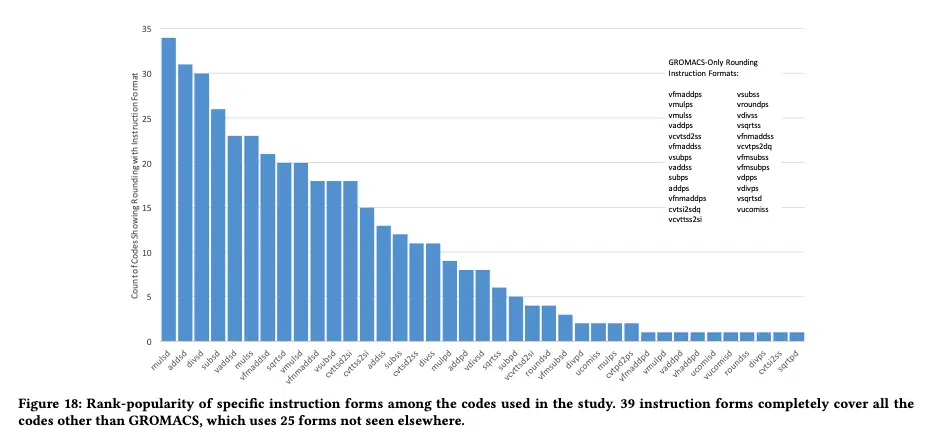 35
30
25
20
15
10
5
0
Count of Codes Showing Rounding with Instruction Format
GROMACS-Only Rounding
Instruction Formats:
vfmaddps vsubss
vmulps vroundps
vmulss vdivss
vaddps vsqrtss
vcvtsd2ss vfnmaddss
vfmaddss vcvtps2dq
vsubps vfmsubss
vaddss vfmsubps
subps vdpps
addps vdivps
vfnmaddps vsqrtsd
cvtsi2sdq vucomiss
vcvttss2si
mulsd
addsd
divsd
subsd
vaddsd
mulss
vfmaddsd
sqrtsd
vmulsd
vfnmaddsd
vsubsd
cvttsd2si
cvttss2si
addss
subss
cvtsd2ss
divss
mulpd
addpd
vdivsd
sqrtss
subpd
vcvttsd2si
roundsd
vfmsubsd
divpd
ucomiss
mulps
cvtpd2ps
vfmaddpd
vmulpd
vaddpd
vhaddpd
ucomisd
vucomisd
roundss
divps
cvtsi2ss
sqrtpd
Figure 18: Rank-popularity of specific instruction forms among the codes used in the study. 39 instruction forms completely cover all the
codes other than GROMACS, which uses 25 forms not seen elsewhere.